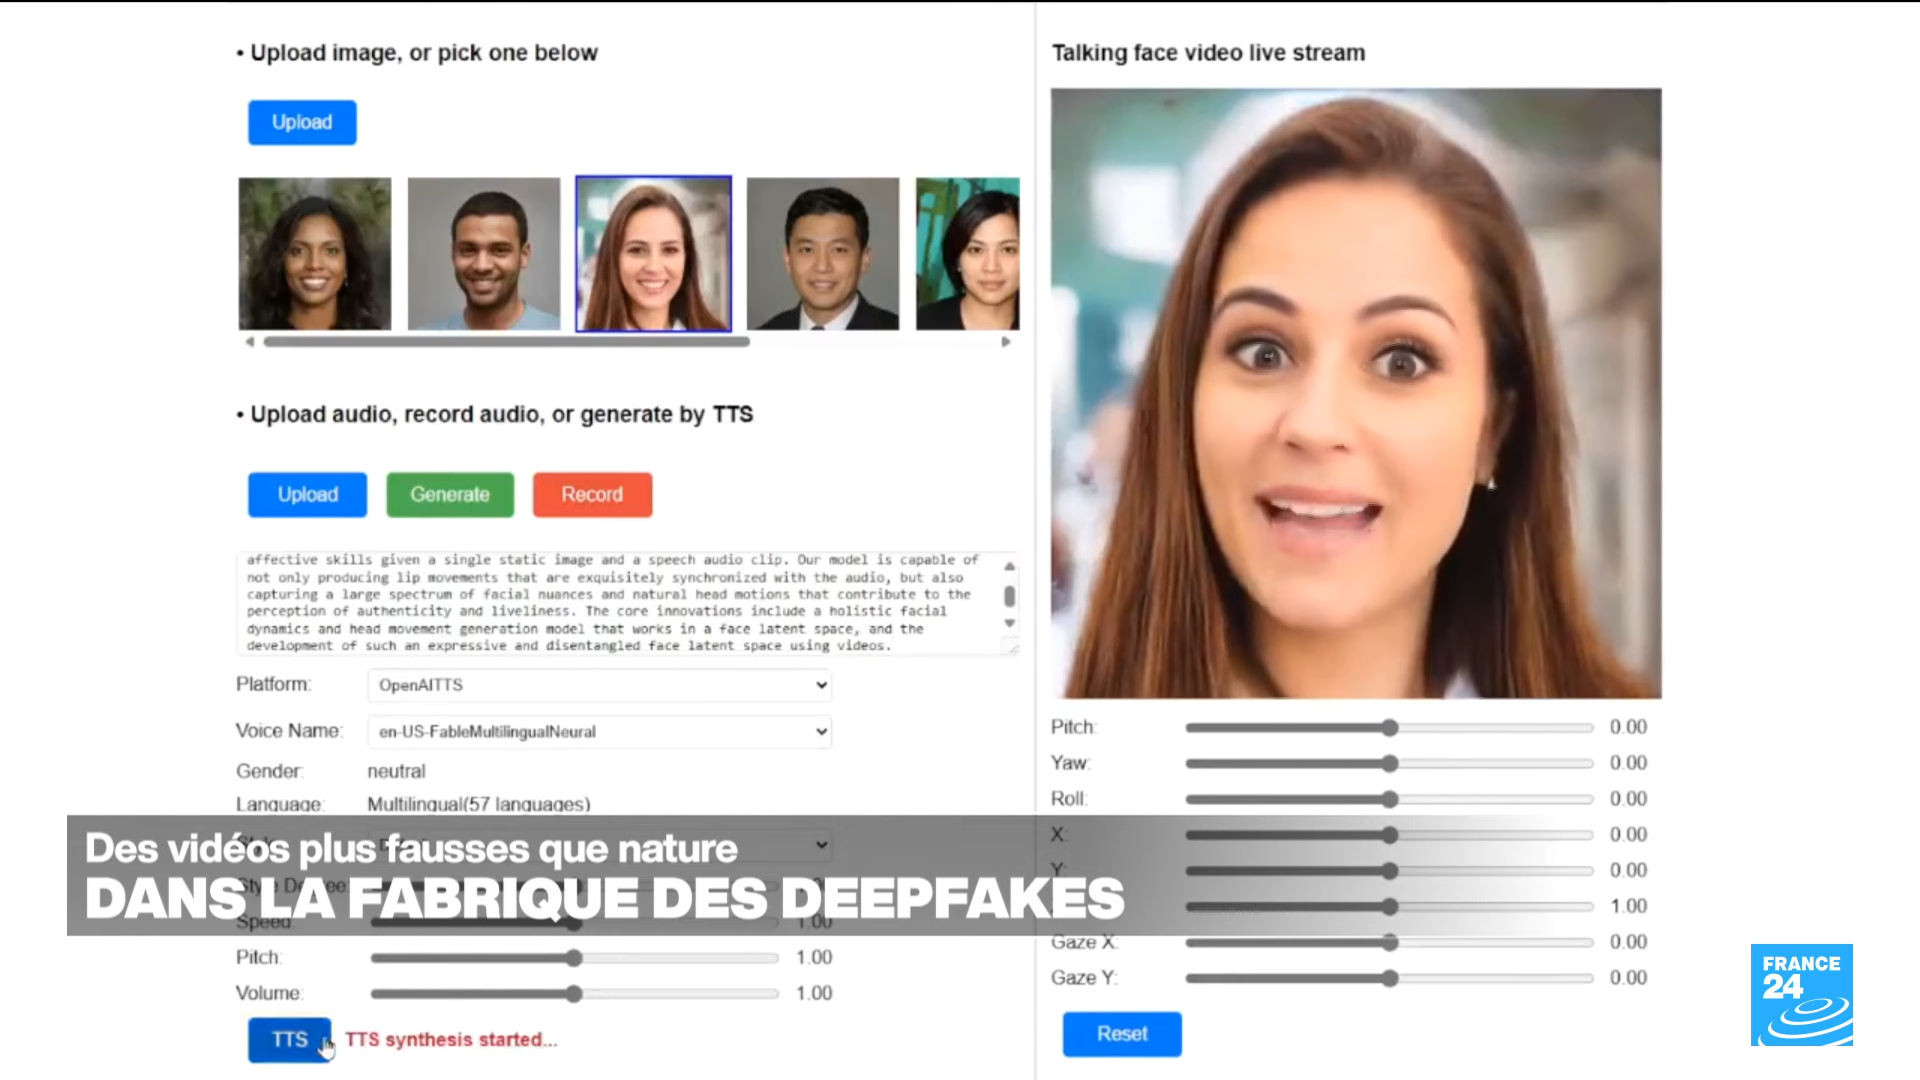 • Upload image, or pick one below
Upload
• Upload audio, record audio, or generate by TTS
Upload
Generate
Record
affective skills given a single static image and a speech audio clip. Our model is capable of
not only producing lip movements that are exquisitely synchronized with the audio, but also
capturing a large spectrum of facial nuances and natural head motions that contribute to the
perception of authenticity and liveliness. The core innovations include a holistic facial
dynamics and head movement generation model that works in a face latent space, and the
development of such an expressive and disentangled face latent space using videos.
Platform: OpenAITTS
Voice Name: en-US-FableMultilingualNeural
Gender: neutral
Language: Multilingual(57 languages)
Speed: 1.00
Pitch: 1.00
Volume: 1.00
TTS
TTS synthesis started...
Talking face video live stream
Pitch: 0.00
Yaw: 0.00
Roll: 0.00
X: 0.00
Y: 0.00
1.00
Gaze X: 0.00
Gaze Y: 0.00
Reset
Des vidéos plus fausses que nature
DANS LA FABRIQUE DES DEEPFAKES
FRANCE
24